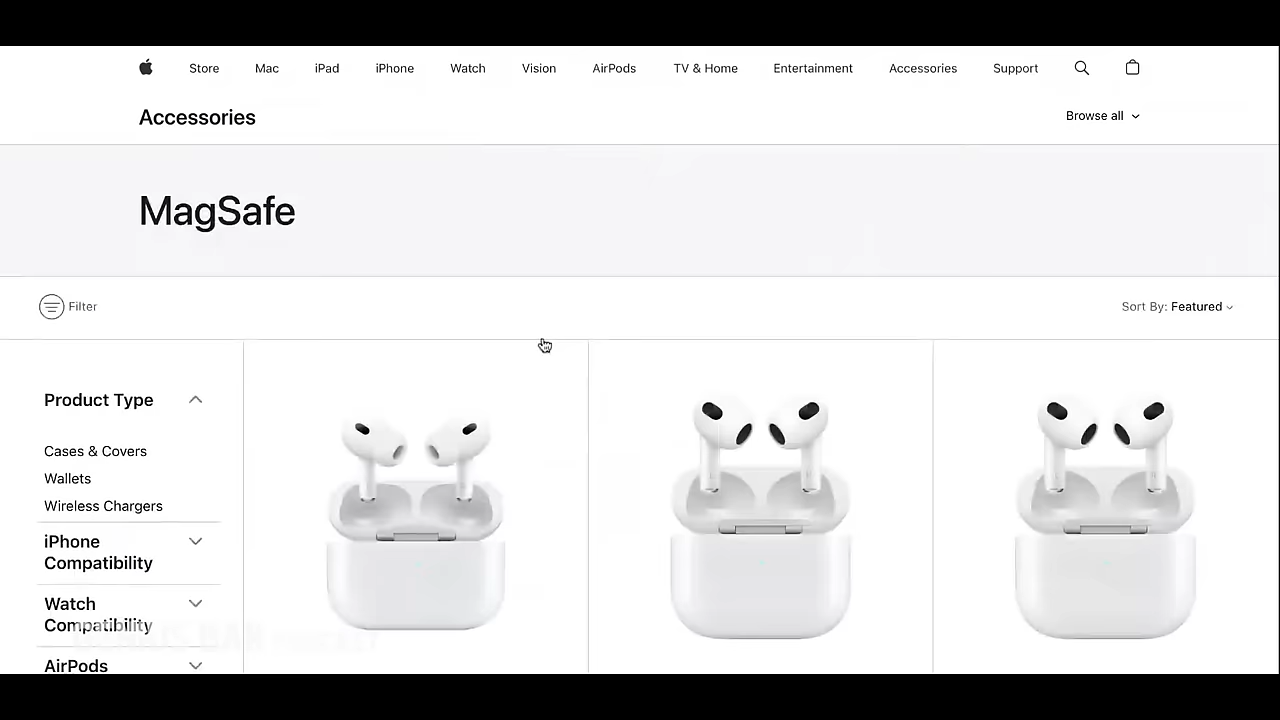 Store Mac iPad iPhone Watch Vision AirPods TV & Home Entertainment Accessories Support
Accessories
Browse all
MagSafe
Filter
Sort By: Featured
Product Type
Cases & Covers
Wallets
Wireless Chargers
iPhone
Compatibility
Watch
Compatibility
AirPods